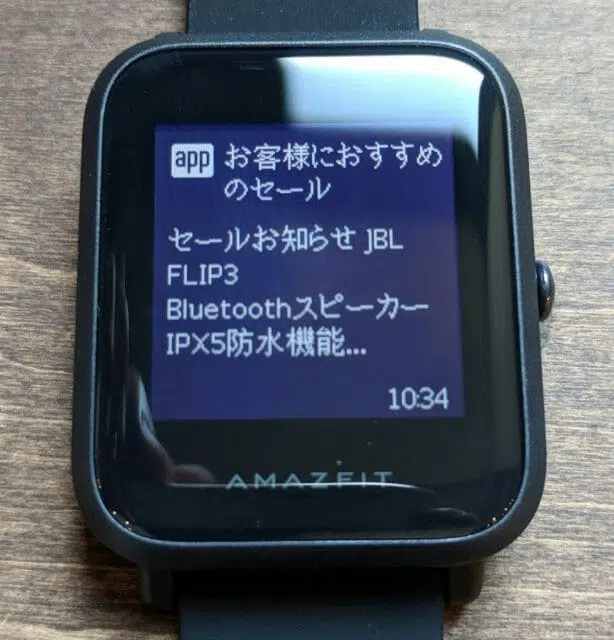 app お客様におすすめ
のセール
セールお知らせ JBL
FLIP3
Bluetoothスピーカー
IPX5防水機能...
10:34
AMAZFIT